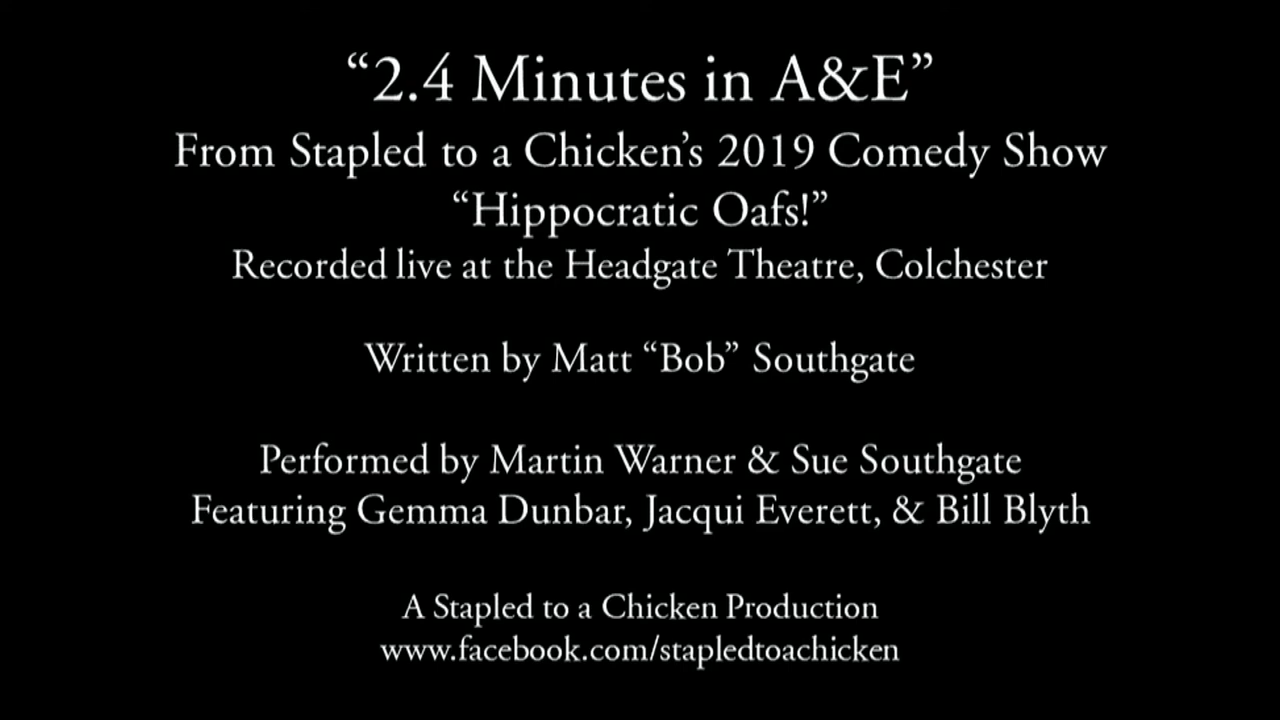 “2.4 Minutes in A&E”
From Stapled to a Chicken’s 2019 Comedy Show
“Hippocratic Oafs!”
Recorded live at the Headgate Theatre, Colchester
Written by Matt “Bob” Southgate
Performed by Martin Warner & Sue Southgate
Featuring Gemma Dunbar, Jacqui Everett, & Bill Blyth
A Stapled to a Chicken Production
www.facebook.com/stapledtoachicken